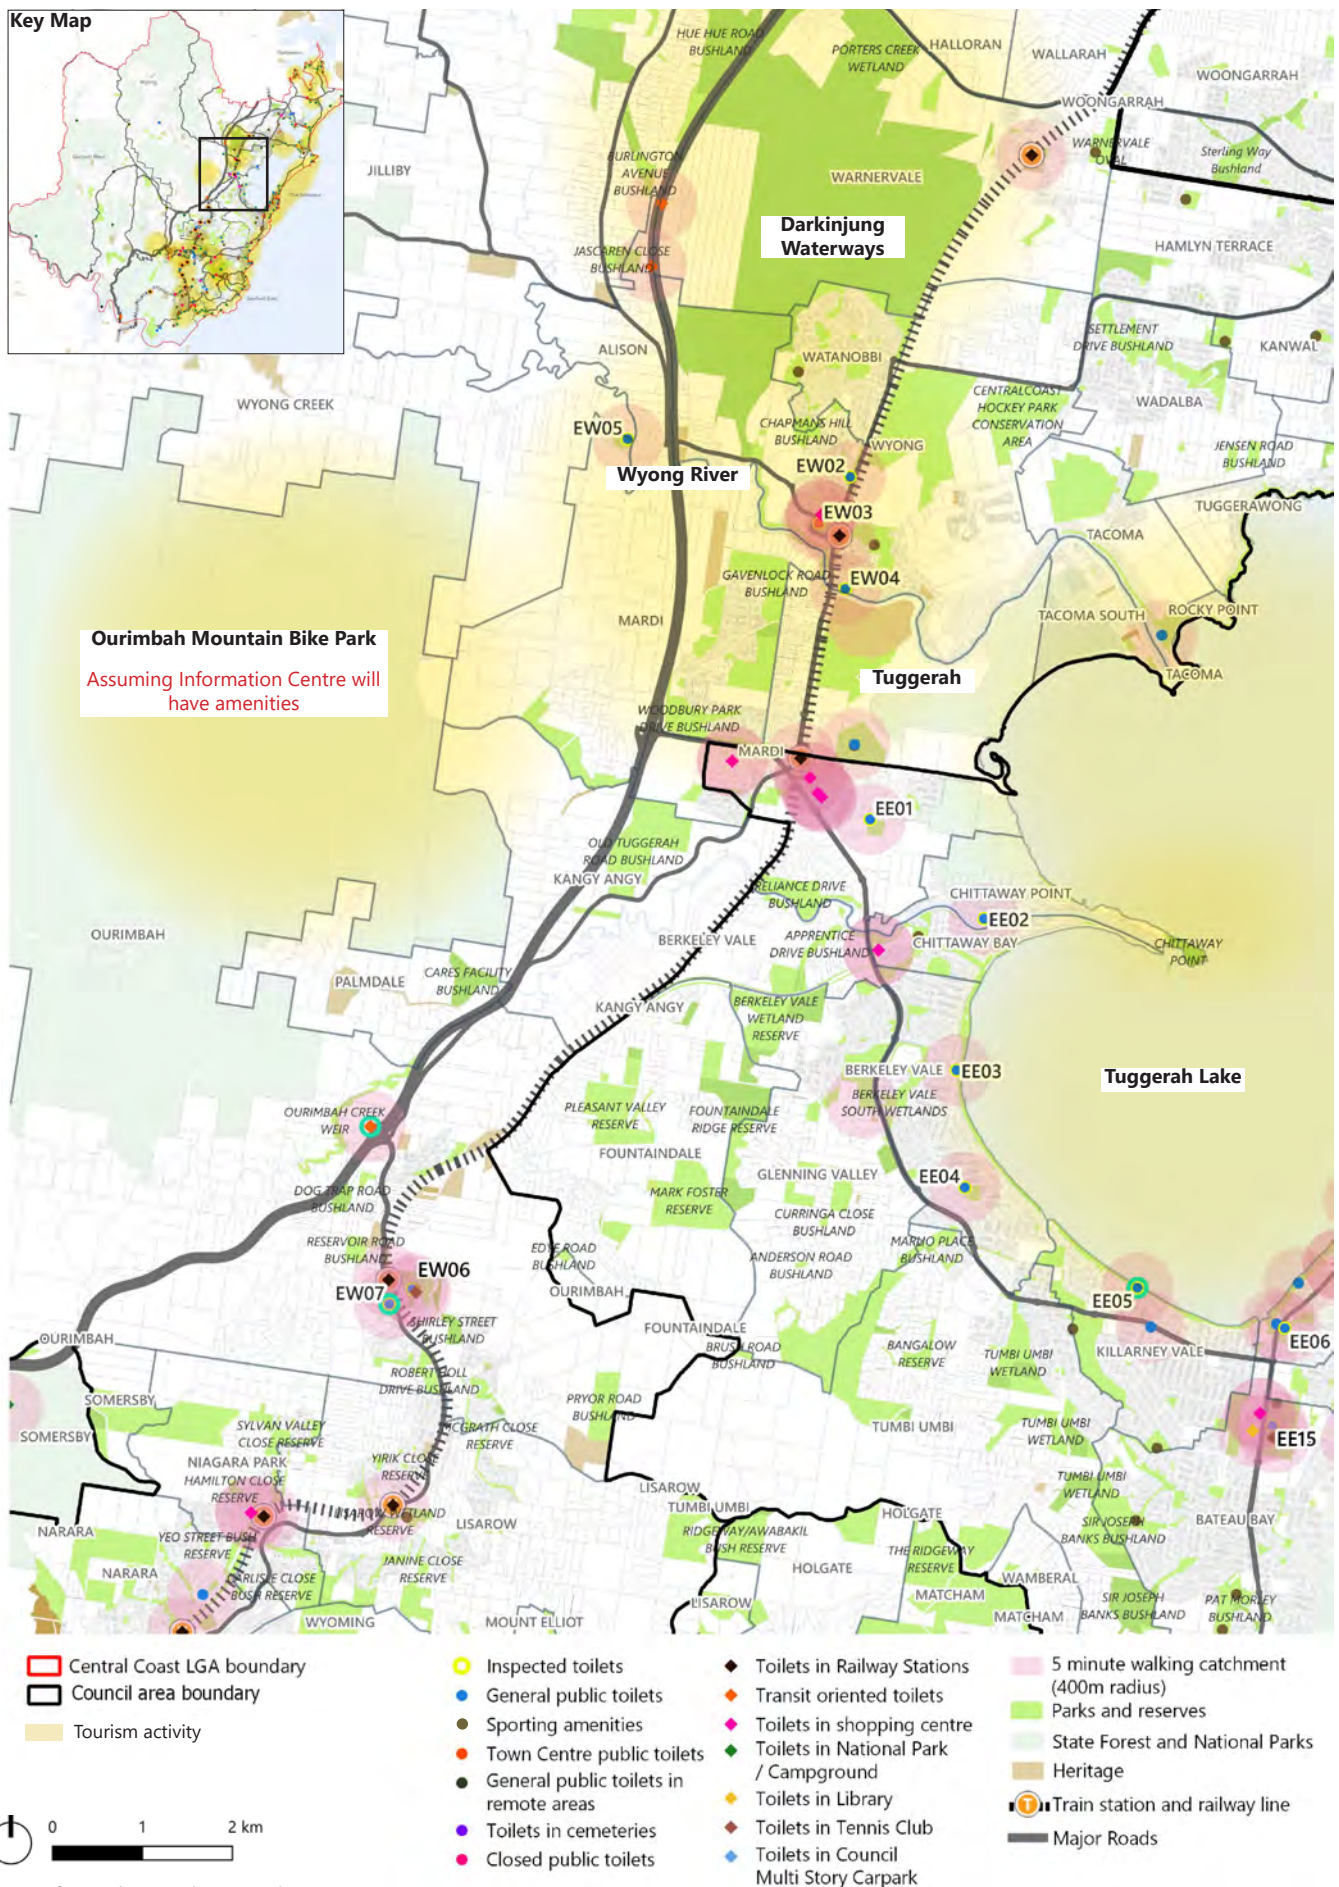 Key Map
HUE HUE ROAD
BUSHLAND
PORTERS CREEK
WETLAND
HALLORAN
WALLARAH
WOONGARRAH
WOONGARRAH
WARNERVALE
OVAL
Sterling Way
Bushland
JILLIBY
BURLINGTON
AVENUE
BUSHLAND
WARNERVALE
Darkinjung
Waterways
HAMLYN TERRACE
JASCAREN CLOSE
BUSHLAND
SETTLEMENT
DRIVE BUSHLAND
KANWAL
ALISON
WATANOBBI
WYONG CREEK
CENTRALCOAST
HOCKEY PARK
CONSERVATION
AREA
WADALBA
EW05
CHAPMANS HILL
BUSHLAND
WYONG
JENSEN ROAD
BUSHLAND
Wyong River
EW02
EW03
TUGGERAWONG
TACOMA
GAVENLOCK ROAD
BUSHLAND
EW04
MARDI
TACOMA SOUTH
ROCKY POINT
TACOMA
Ourimbah Mountain Bike Park
Assuming Information Centre will
have amenities
Tuggerah
WOODBURY PARK
DRIVE BUSHLAND
MARDI
EE01
OLD TUGGERAH
ROAD BUSHLAND
KANGY ANGY
RELIANCE DRIVE
BUSHLAND
CHITTAWAY POINT
EE02
OURIMBAH
BERKELEY VALE
APPRENTICE
DRIVE BUSHLAND
CHITTAWAY BAY
CHITTAWAY
POINT
PALMDALE
CARES FACILITY
BUSHLAND
KANGY ANGY
BERKELEY VALE
WETLAND
RESERVE
BERKELEY VALE
EE03
Tuggerah Lake
BERKELEY VALE
SOUTH WETLANDS
OURIMBAH CREEK
WEIR
PLEASANT VALLEY
RESERVE
FOUNTAINDALE
RIDGE RESERVE
FOUNTAINDALE
GLENNING VALLEY
EE04
DOG TRAP ROAD
BUSHLAND
MARK FOSTER
RESERVE
CURRINGA CLOSE
BUSHLAND
RESERVOIR ROAD
BUSHLAND
EDYE ROAD
BUSHLAND
ANDERSON ROAD
BUSHLAND
MARLO PLACE
BUSHLAND
EW06
EW07
OURIMBAH
EE05
SHIRLEY STREET
BUSHLAND
FOUNTAINDALE
BRUSH ROAD
BUSHLAND
BANGALOW
RESERVE
TUMBI UMBI
WETLAND
KILLARNEY VALE
EE06
OURIMBAH
ROBERT HOLL
DRIVE BUSHLAND
SOMERSBY
PRYOR ROAD
BUSHLAND
SOMERSBY
SYLVAN VALLEY
CLOSE RESERVE
MCGRATH CLOSE
RESERVE
TUMBI UMBI
TUMBI UMBI
WETLAND
EE15
NIAGARA PARK
HAMILTON CLOSE
RESERVE
YIRIK CLOSE
RESERVE
LISAROW
TUMBI UMBI
WETLAND
NARARA
YEO STREET BUSH
RESERVE
LISAROW WETLAND
RESERVE
LISAROW
TUMBI UMBI
RIDGEWAY/AWABAKIL
BUSH RESERVE
HOLGATE
SIR JOSEPH
BANKS BUSHLAND
BATEAU BAY
NARARA
CARLISLE CLOSE
BUSH RESERVE
JANINE CLOSE
RESERVE
HOLGATE
THE RIDGEWAY
RESERVE
WAMBERAL
WYOMING
MOUNT ELLIOT
LISAROW
MATCHAM
MATCHAM
SIR JOSEPH
BANKS BUSHLAND
PAT MORLEY
BUSHLAND
Central Coast LGA boundary
Council area boundary
Tourism activity
0 1 2 km
Inspected toilets
General public toilets
Sporting amenities
Town Centre public toilets
General public toilets in
remote areas
Toilets in cemeteries
Closed public toilets
Toilets in Railway Stations
Transit oriented toilets
Toilets in shopping centre
Toilets in National Park
/ Campground
Toilets in Library
Toilets in Tennis Club
Toilets in Council
Multi Story Carpark
5 minute walking catchment
(400m radius)
Parks and reserves
State Forest and National Parks
Heritage
T
Train station and railway line
Major Roads